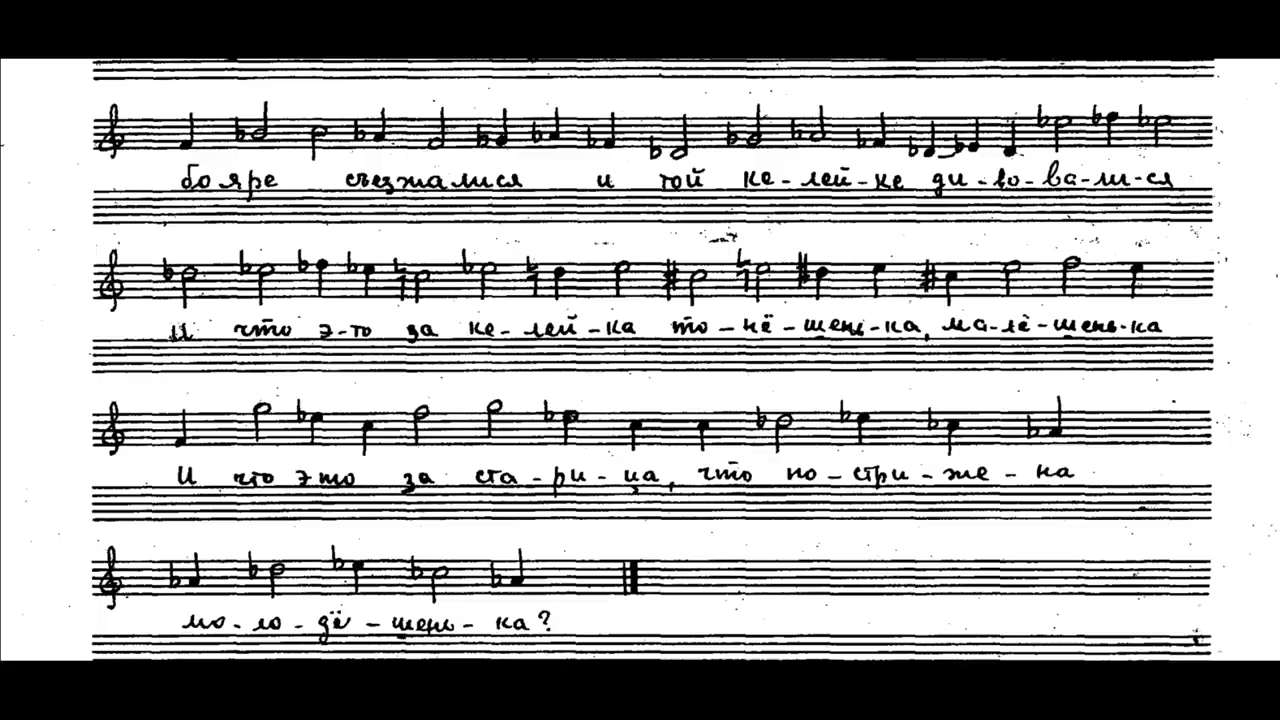 бояре съезжалися и той ке-лей-ке ди-во-ва-ли-ся
И что э-то за ке-лей-ка то-нё-шень-ка, ма-лё-шень-ка
И что это за ста-ри-ца, что по-стри-же-на
мо-ло-дё-шень-ка?